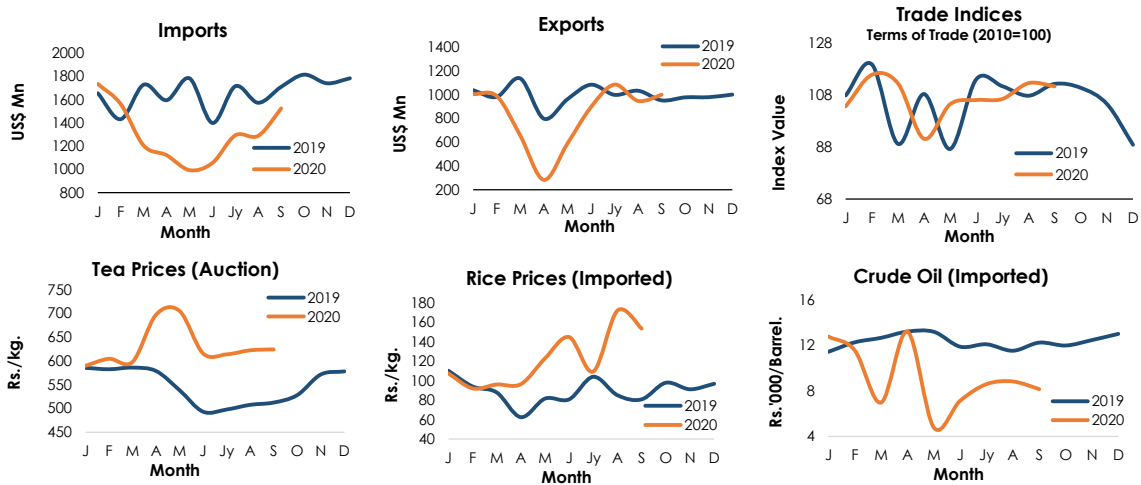 Imports
US$ Mn
2000
1800
1600
1400
1200
1000
800
2019
2020
J F M A M J Jy A S O N D
Month
Exports
US$ Mn
1400
1200
1000
800
600
400
200
2019
2020
J F M A M J Jy A S O N D
Month
Trade Indices
Terms of Trade (2010=100)
Index Value
128
108
88
68
2019
2020
J F M A M J Jy A S O N D
Month
Tea Prices (Auction)
Rs./kg.
750
700
650
600
550
500
450
2019
2020
J F M A M J Jy A S O N D
Month
Rice Prices (Imported)
Rs./kg.
180
160
140
120
100
80
60
40
2019
2020
J F M A M J Jy A S O N D
Month
Crude Oil (Imported)
Rs.'000/Barrel.
16
12
8
4
2019
2020
J F M A M J Jy A S O N D
Month